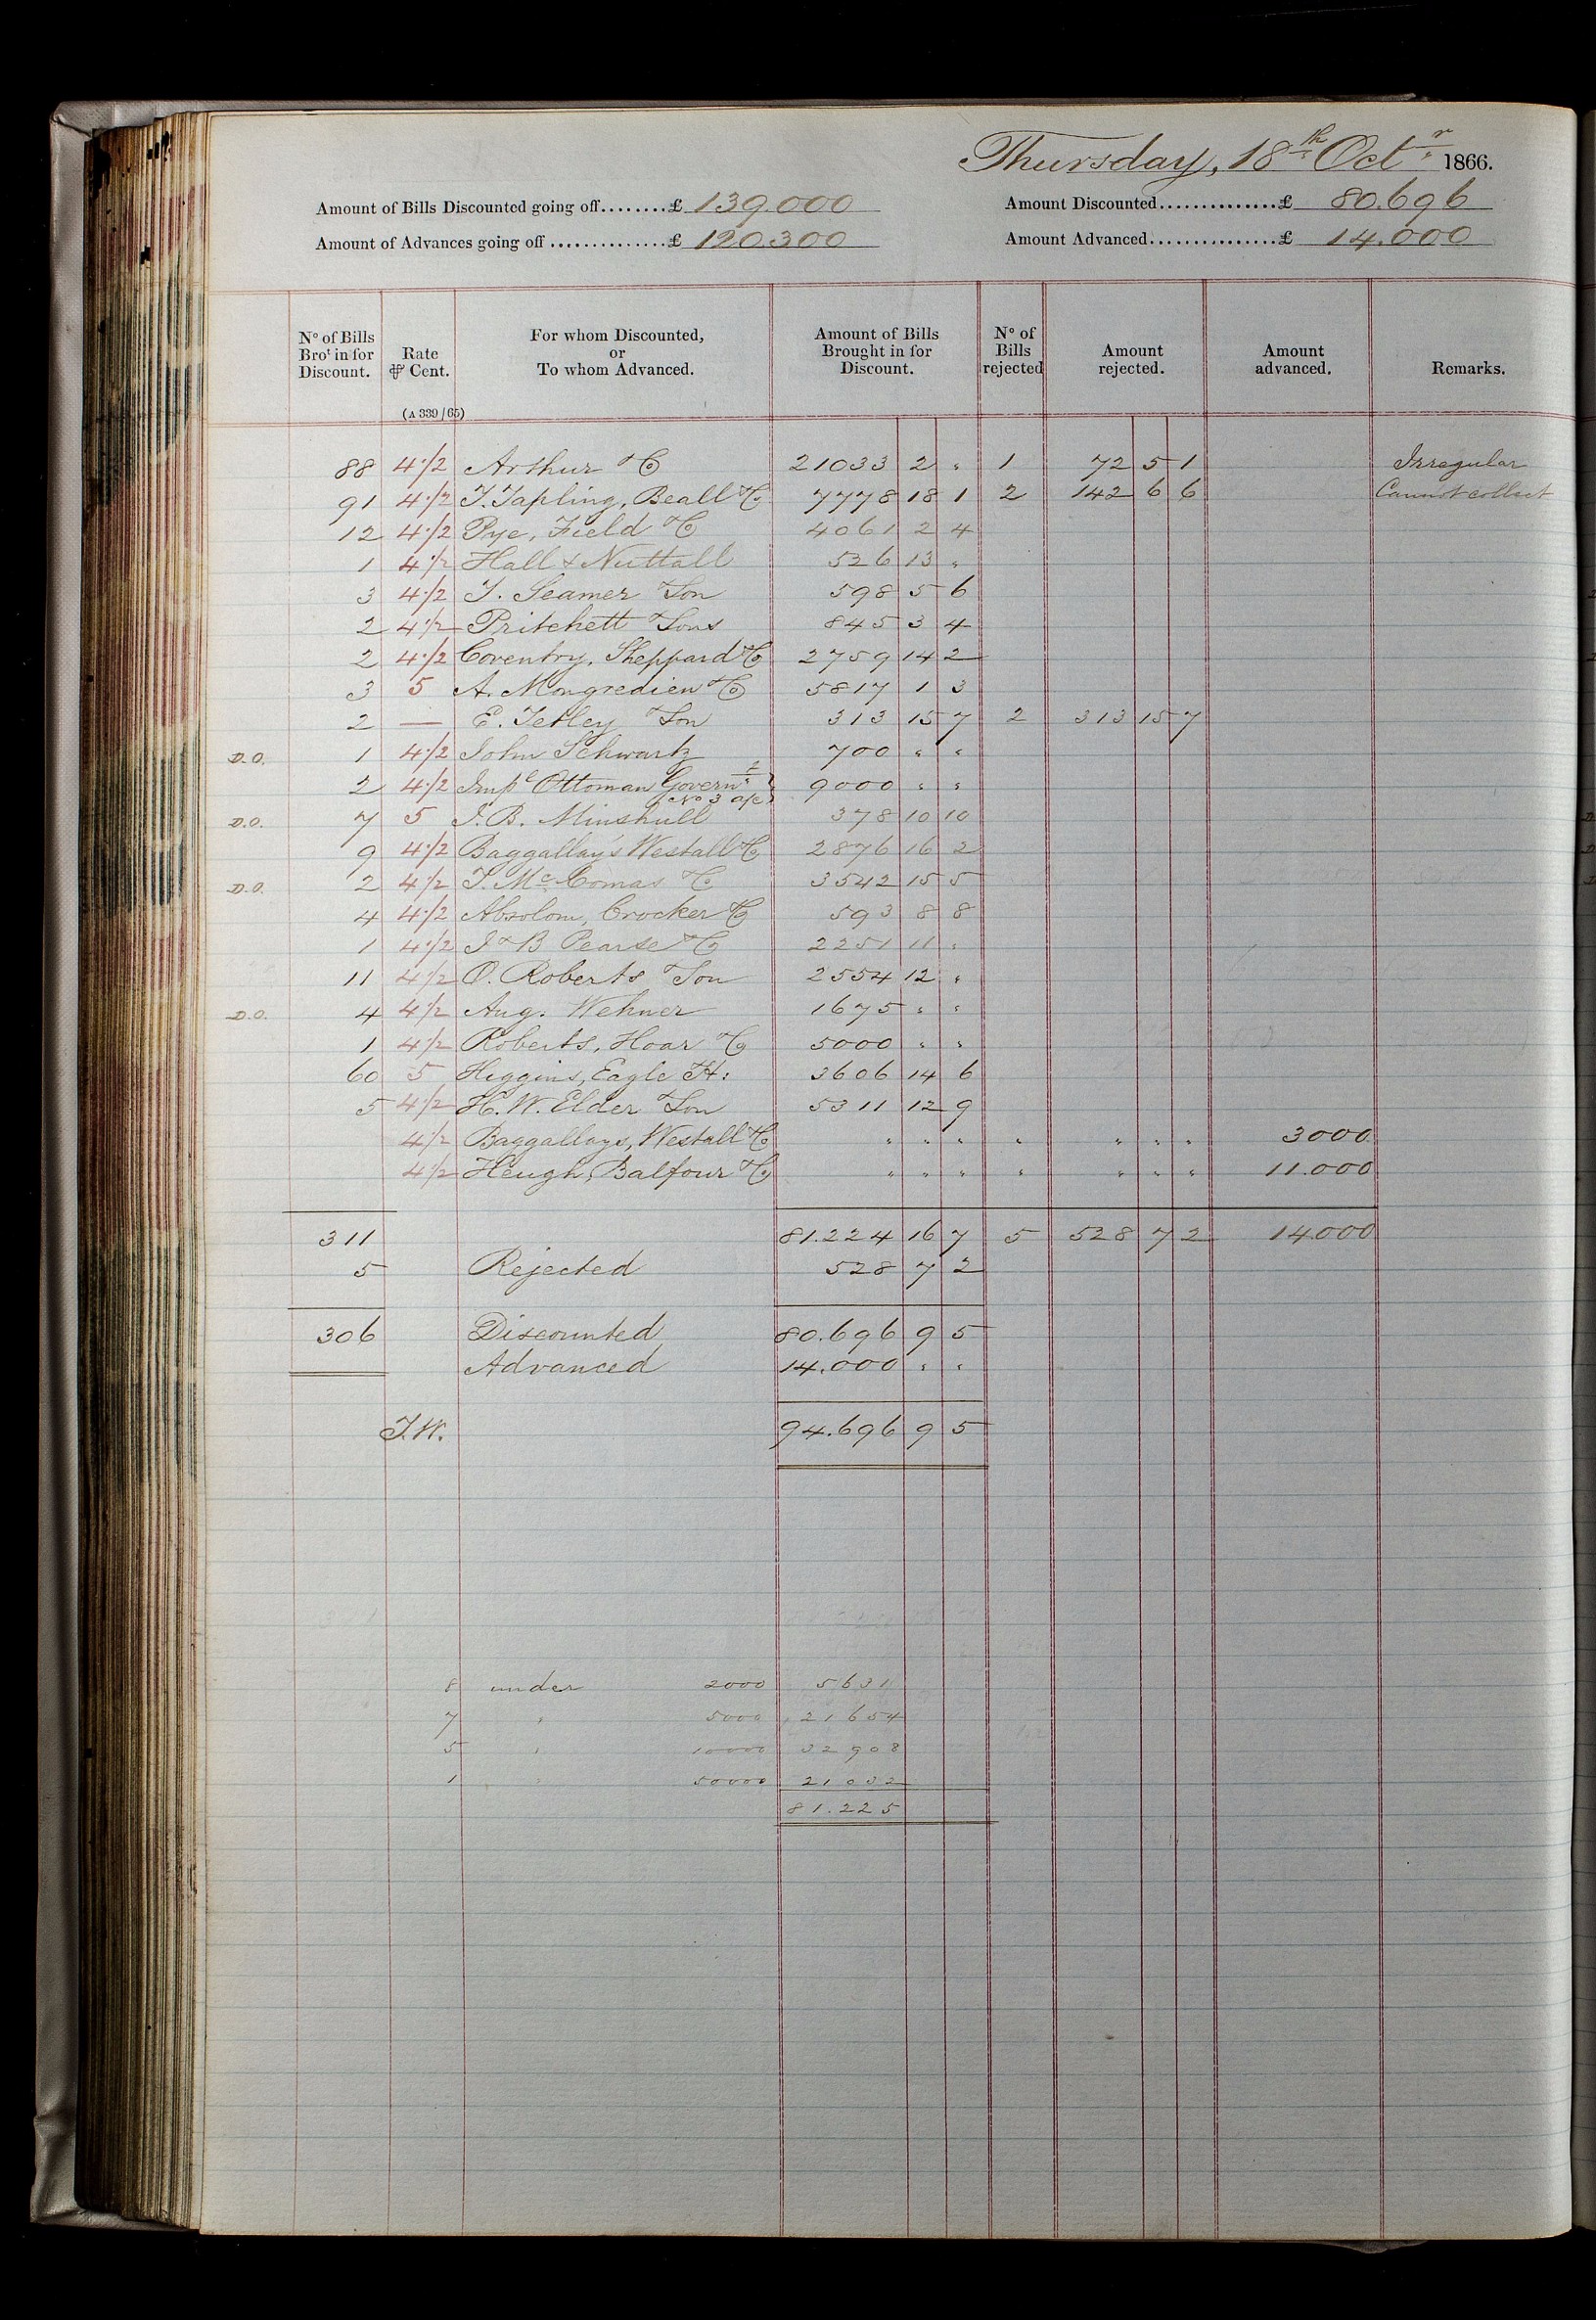 Thursday, 18th Octr 1866.
Amount of Bills Discounted going off........£ 139.000 Amount Discounted..............£ 80.696
Amount of Advances going off ...............£ 120.300 Amount Advanced...............£ 14.000
No of Bills Brot in for Discount. Rate ⅌ Cent. (A 339/65) For whom Discounted, or To whom Advanced. Amount of Bills Brought in for Discount. No of Bills rejected Amount rejected. Amount advanced. Remarks.
88 4½ Arthur & Co 21033 2 " 1 72 5 1 Irregular
91 4½ T. Tapling, Beall & Co 7778 18 1 2 142 6 6 Cannot collect
12 4½ Pye, Field & Co 4061 2 4
1 4½ Hall & Nuttall 526 13 "
3 4½ T. Seamer & Son 598 5 6
2 4½ Pritchett & Sons 845 3 4
2 4½ Coventry, Sheppard & Co 2759 14 2
3 5 A. Mongredien & Co 5817 1 3
2 — E. Tetley & Son 313 15 7 2 313 15 7
D.O. 1 4½ John Schwartz 700 " "
2 4½ Impl Ottoman Governt } 9000 " "
No 3 a/c
D.O. 7 5 J. B. Minshull 378 10 10
9 4½ Baggallay's Westall & Co 2876 16 2
D.O. 2 4½ T. McComas & Co 3542 15 5
4 4½ Absolom, Crocker & Co 593 8 8
1 4½ J & B Pearse & Co 2251 11 "
11 4½ O. Roberts & Son 2554 12 "
D.O. 4 4½ Aug. Wehner 1675 " "
1 4½ Roberts, Hoar & Co 5000 " "
60 5 Higgins, Eagle & H: 3606 14 6
5 4½ H. W. Elder & Son 5311 12 9
4½ Baggallays, Westall & Co " " " " " " " 3000
4½ Heugh, Balfour & Co " " " " " " " 11.000
311 81.224 16 7 5 528 7 2 14.000
5 Rejected 528 7 2
306 Discounted 80.696 9 5
Advanced 14.000 " "
T.W. 94.696 9 5
8 under 2000 5631
7 " 5000 21654
5 " 10000 32908
1 " 50000 21032
81.225